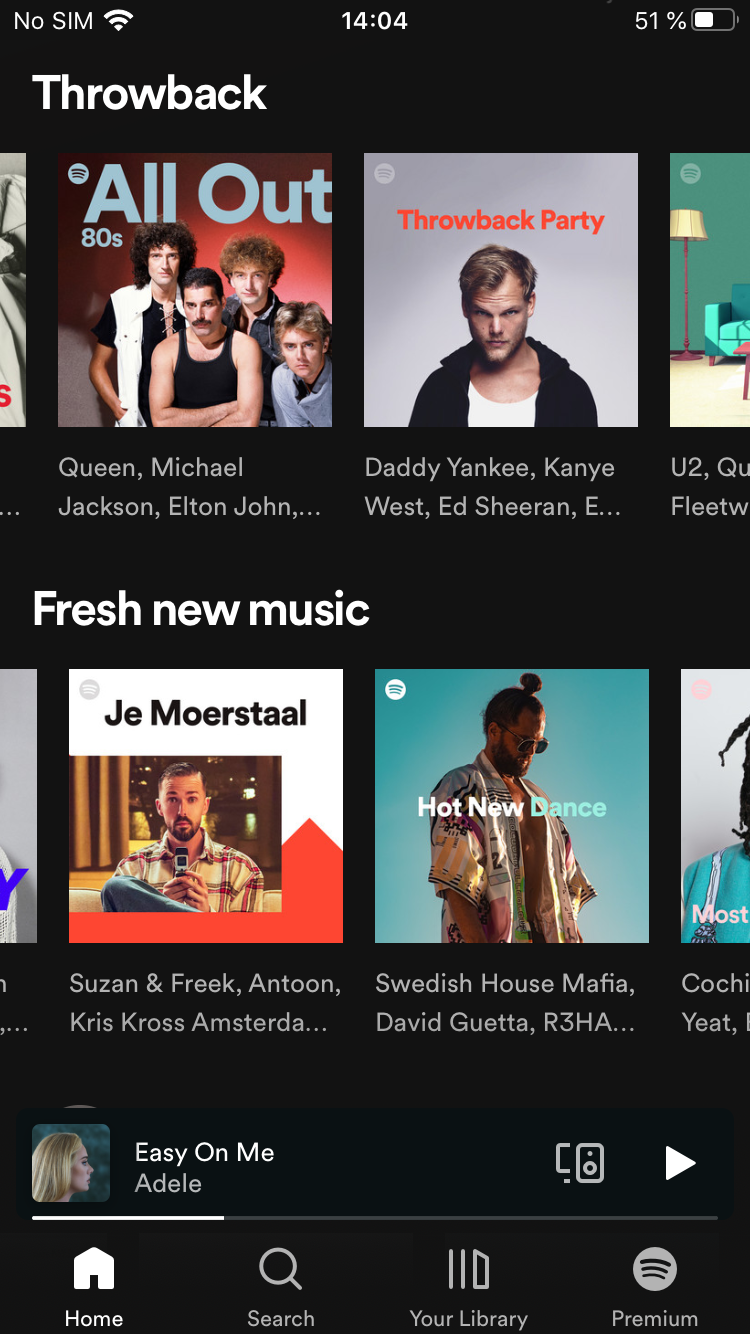 No SIM 14:04 51 %
Throwback
All Out
80s
Throwback Party
s
Queen, Michael
Jackson, Elton John,...
Daddy Yankee, Kanye
West, Ed Sheeran, E...
U2, Qu
Fleetw
...
Fresh new music
Je Moerstaal
Hot New Dance
Y
Most
n
,...
Suzan & Freek, Antoon,
Kris Kross Amsterda...
Swedish House Mafia,
David Guetta, R3HA...
Cochi
Yeat, 
Easy On Me
Adele
Home
Search
Your Library
Premium